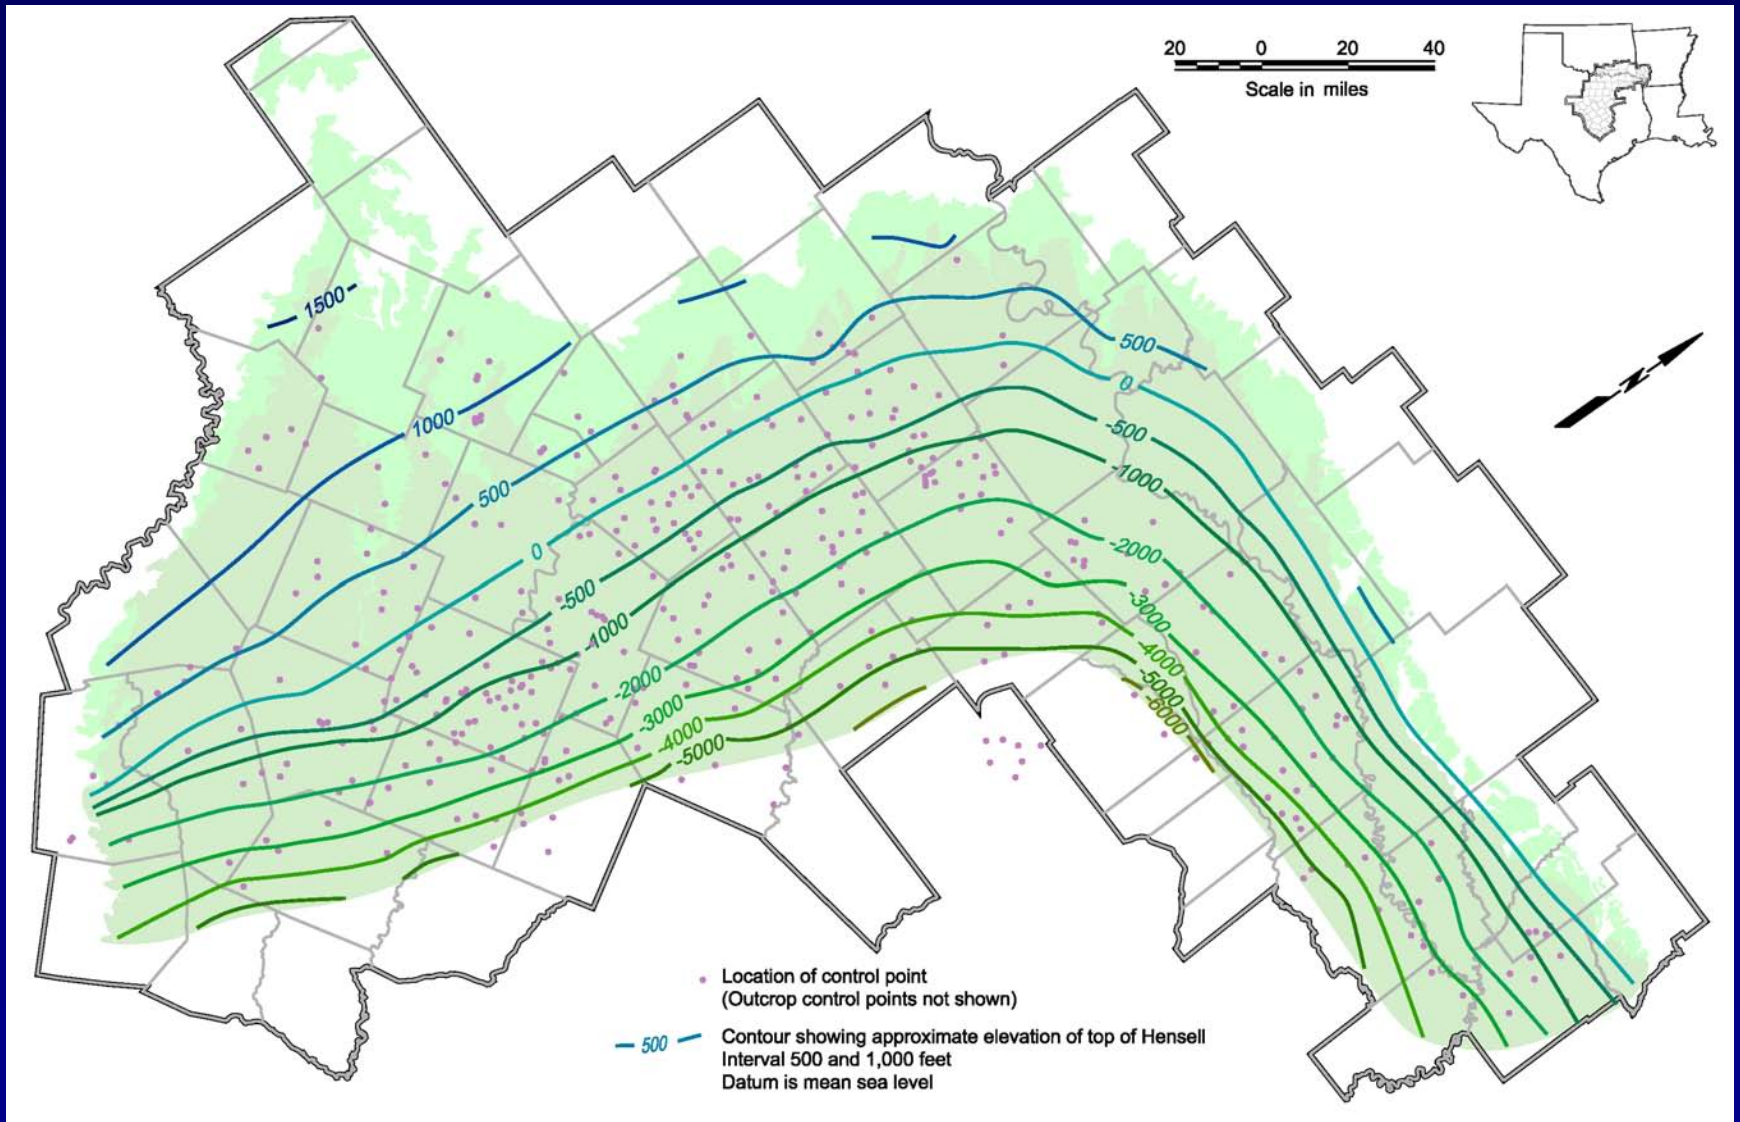 20 0 20 40
Scale in miles
N
1500
1000
500
0
-500
-1000
-2000
-3000
-4000
-5000
500
0
-500
-1000
-2000
-3000
-4000
-5000
-6000
Location of control point
(Outcrop control points not shown)
500 Contour showing approximate elevation of top of Hensell
Interval 500 and 1,000 feet
Datum is mean sea level